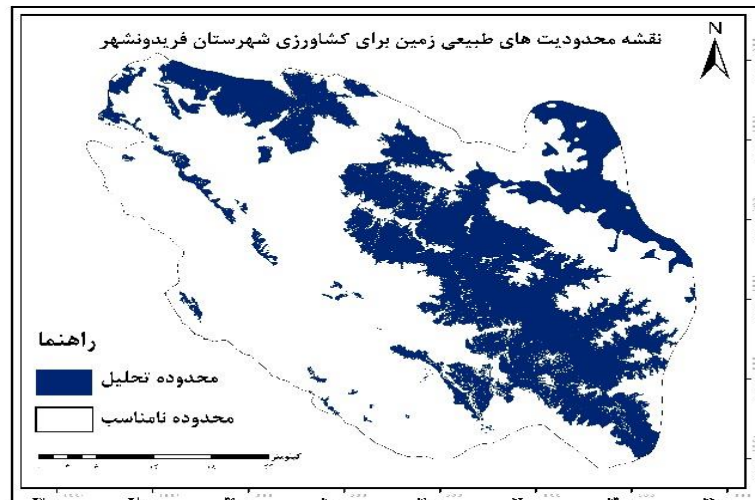 نقشه محدودیت های طبیعی زمین برای کشاورزی شهرستان فریدونشهر
N
راهنما
محدوده تحلیل
محدوده نامناسب
کیلومتر